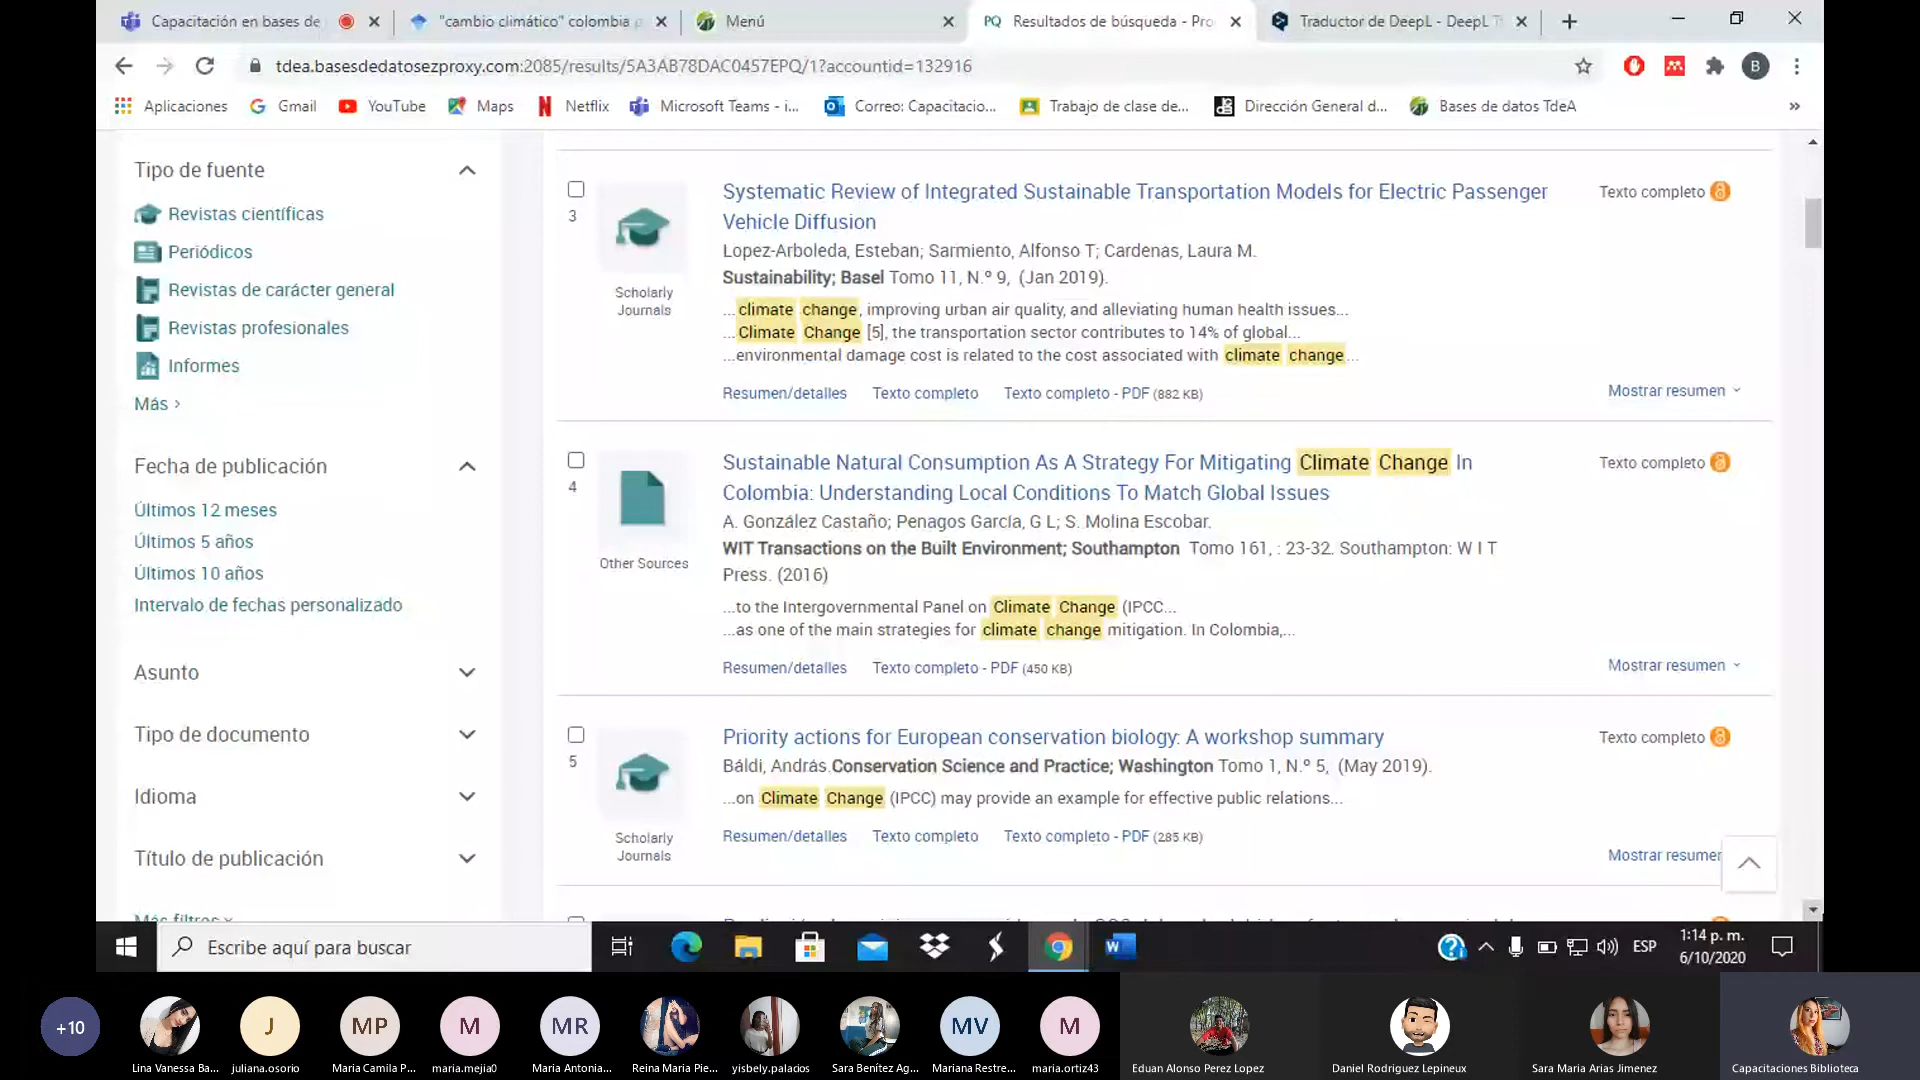 Capacitación en bases de
"cambio climático" colombia
Menú
PQ Resultados de búsqueda - Pro
Traductor de DeepL - DeepL
tdea.basesdedatosezproxy.com:2085/results/5A3AB78DAC0457EPQ/1?accountid=132916
B
Aplicaciones
Gmail
YouTube
Maps
Netflix
Microsoft Teams - i...
Correo: Capacitacio...
Trabajo de clase de...
Dirección General d...
Bases de datos TdeA
»
Tipo de fuente
Revistas científicas
Periódicos
Revistas de carácter general
Revistas profesionales
Informes
Más ›
Fecha de publicación
Últimos 12 meses
Últimos 5 años
Últimos 10 años
Intervalo de fechas personalizado
Asunto
Tipo de documento
Idioma
Título de publicación
Más filtros
3
Scholarly
Journals
Systematic Review of Integrated Sustainable Transportation Models for Electric Passenger
Vehicle Diffusion
Lopez-Arboleda, Esteban; Sarmiento, Alfonso T; Cardenas, Laura M.
Sustainability; Basel Tomo 11, N.º 9, (Jan 2019).
...climate change, improving urban air quality, and alleviating human health issues...
...Climate Change [5], the transportation sector contributes to 14% of global...
...environmental damage cost is related to the cost associated with climate change...
Resumen/detalles Texto completo Texto completo - PDF (882 KB)
Texto completo
Mostrar resumen
4
Other Sources
Sustainable Natural Consumption As A Strategy For Mitigating Climate Change In
Colombia: Understanding Local Conditions To Match Global Issues
A. González Castaño; Penagos García, G L; S. Molina Escobar.
WIT Transactions on the Built Environment; Southampton Tomo 161, : 23-32. Southampton: W I T
Press. (2016)
...to the Intergovernmental Panel on Climate Change (IPCC...
...as one of the main strategies for climate change mitigation. In Colombia,...
Resumen/detalles Texto completo - PDF (450 KB)
Texto completo
Mostrar resumen
5
Scholarly
Journals
Priority actions for European conservation biology: A workshop summary
Báldi, András.Conservation Science and Practice; Washington Tomo 1, N.º 5, (May 2019).
...on Climate Change (IPCC) may provide an example for effective public relations...
Resumen/detalles Texto completo Texto completo - PDF (285 KB)
Texto completo
Mostrar resumen
Escribe aquí para buscar
ESP
1:14 p. m.
6/10/2020
+10
J
MP
M
MR
MV
M
Lina Vanessa Ba...
juliana.osorio
Maria Camila P...
maria.mejia0
Maria Antonia...
Reina Maria Pie...
yisbely.palacios
Sara Benítez Ag...
Mariana Restre...
maria.ortiz43
Eduan Alonso Perez Lopez
Daniel Rodriguez Lepineux
Sara Maria Arias Jimenez
Capacitaciones Biblioteca